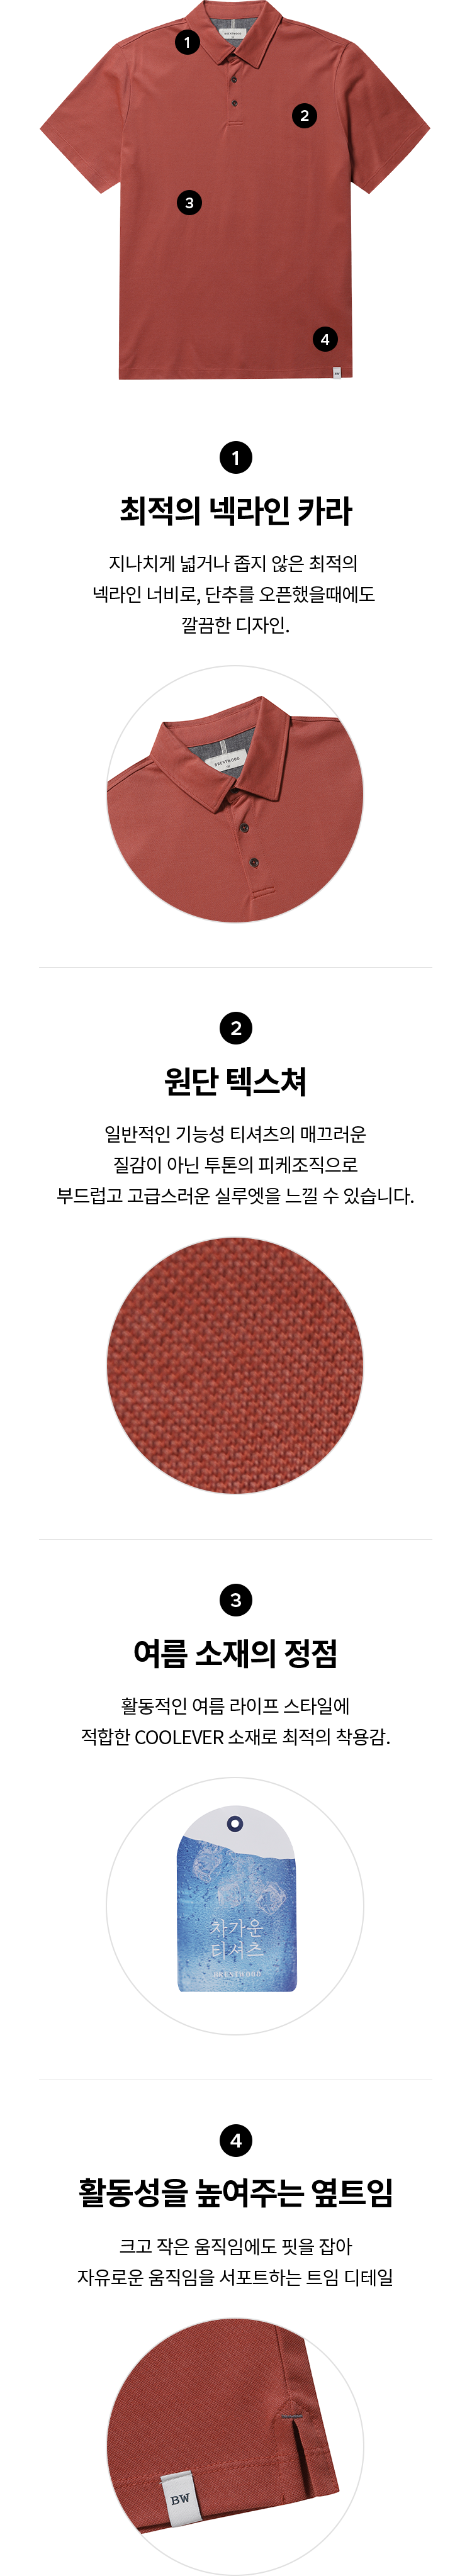 BRENTWOOD
1
2
3
4
BW
1
최적의 넥라인 카라
지나치게 넓거나 좁지 않은 최적의
넥라인 너비로, 단추를 오픈했을때에도
깔끔한 디자인.
BRENTWOOD
2
원단 텍스쳐
일반적인 기능성 티셔츠의 매끄러운
질감이 아닌 투톤의 피케조직으로
부드럽고 고급스러운 실루엣을 느낄 수 있습니다.
3
여름 소재의 정점
활동적인 여름 라이프 스타일에
적합한 COOLEVER 소재로 최적의 착용감.
차가운
티셔츠
BRENTWOOD
4
활동성을 높여주는 옆트임
크고 작은 움직임에도 핏을 잡아
자유로운 움직임을 서포트하는 트임 디테일
BW